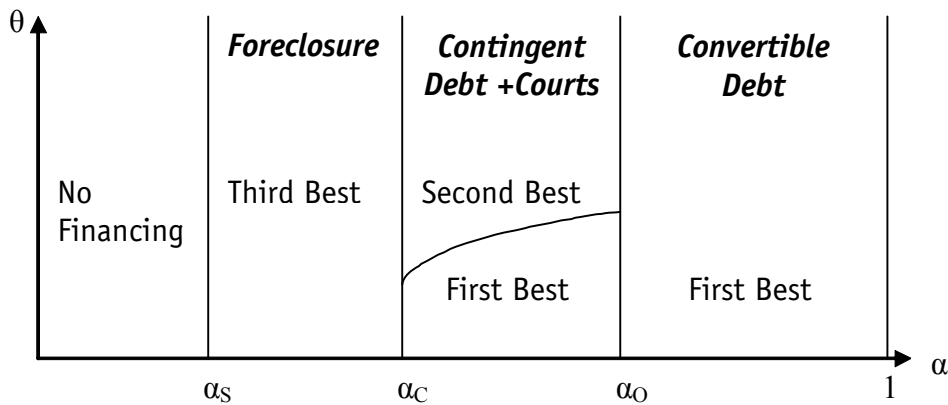 θ
Foreclosure
Contingent
Debt +Courts
Convertible
Debt
No
Financing
Third Best
Second Best
First Best
First Best
αS
αC
αO
1
α